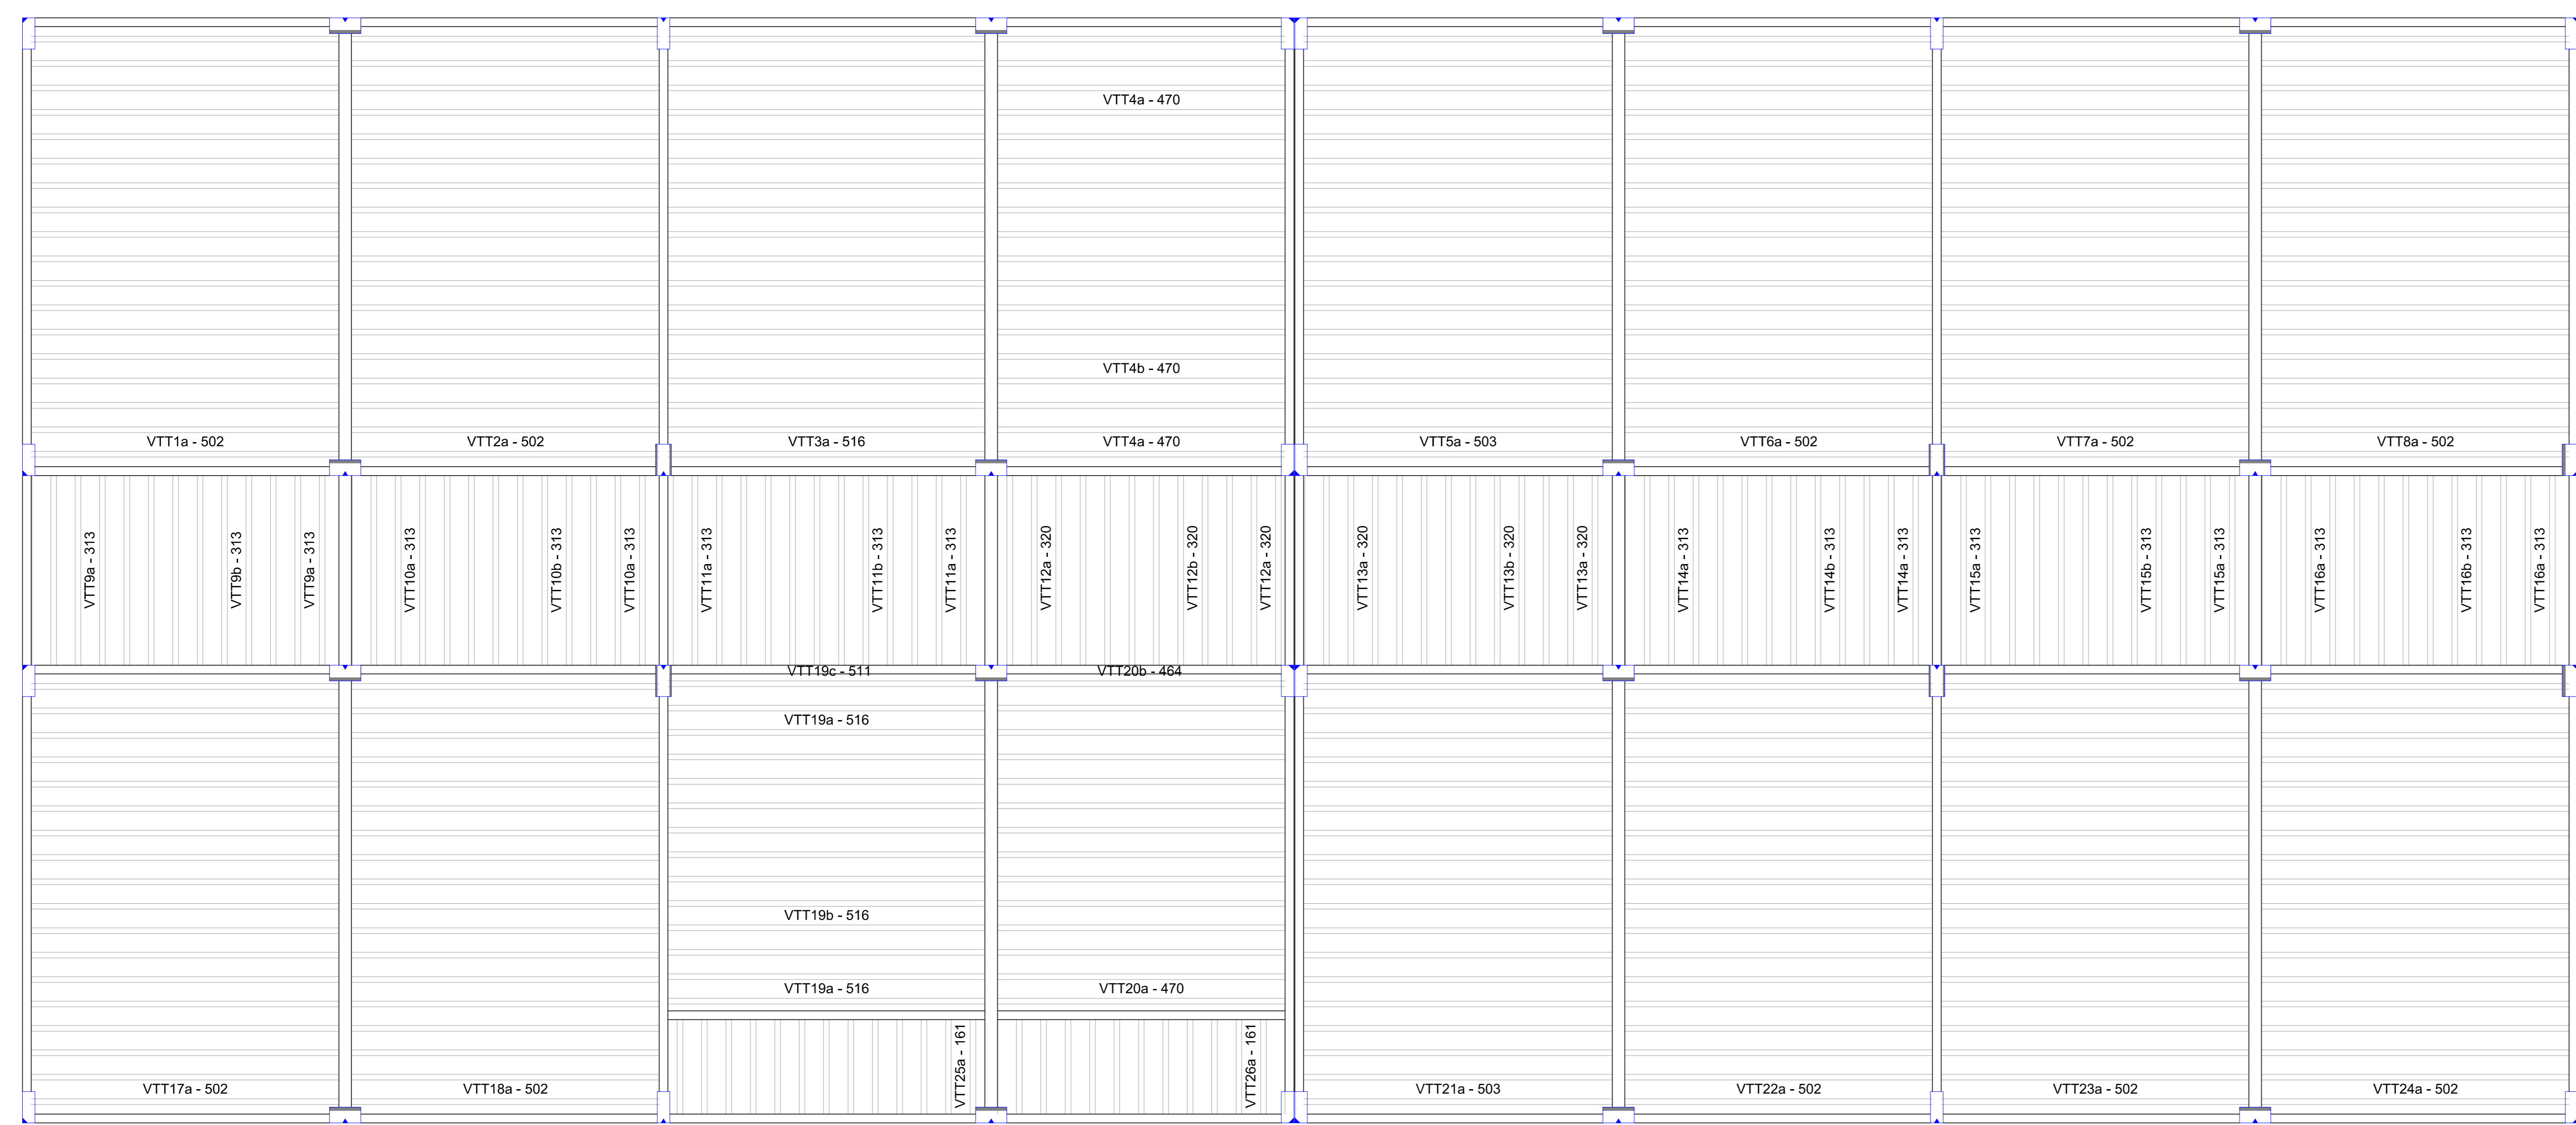 VTT4a - 470
VTT4b - 470
VTT1a - 502
VTT2a - 502
VTT3a - 516
VTT4a - 470
VTT5a - 503
VTT6a - 502
VTT7a - 502
VTT8a - 502
VTT9a - 313
VTT9b - 313
VTT9a - 313
VTT10a - 313
VTT10b - 313
VTT10a - 313
VTT11a - 313
VTT11b - 313
VTT11a - 313
VTT12a - 320
VTT12b - 320
VTT12a - 320
VTT13a - 320
VTT13b - 320
VTT13a - 320
VTT14a - 313
VTT14b - 313
VTT14a - 313
VTT15a - 313
VTT15b - 313
VTT15a - 313
VTT16a - 313
VTT16b - 313
VTT16a - 313
VTT19c - 511
VTT20b - 464
VTT19a - 516
VTT19b - 516
VTT19a - 516
VTT20a - 470
VTT25a - 161
VTT26a - 161
VTT17a - 502
VTT18a - 502
VTT21a - 503
VTT22a - 502
VTT23a - 502
VTT24a - 502